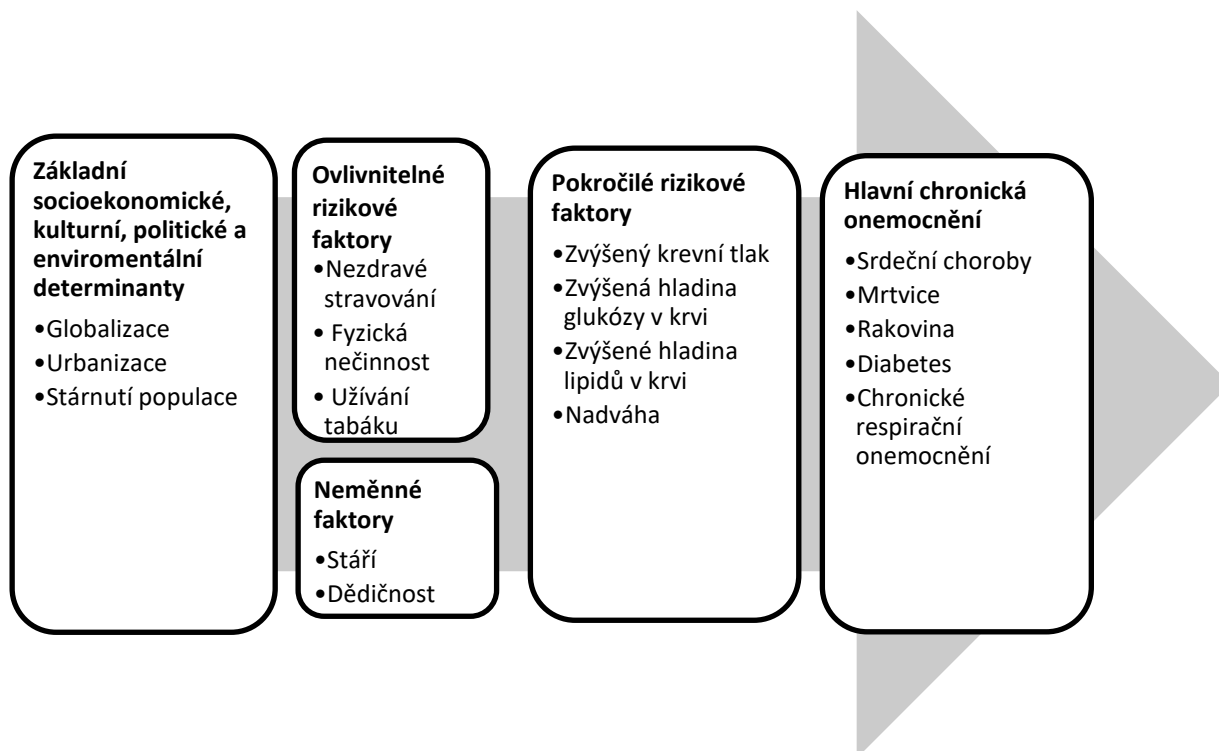 Základní
socioekonomické,
kulturní, politické a
enviromentální
determinanty
•Globalizace
•Urbanizace
•Stárnutí populace
Ovlivnitelné
rizikové
faktory
•Nezdravé
stravování
• Fyzická
nečinnost
• Užívání
tabáku
Neměnné
faktory
•Stáří
•Dědičnost
Pokročilé rizikové
faktory
•Zvýšený krevní tlak
•Zvýšená hladina
glukózy v krvi
•Zvýšené hladina
lipidů v krvi
•Nadváha
Hlavní chronická
onemocnění
•Srdeční choroby
•Mrtvice
•Rakovina
•Diabetes
•Chronické
respirační
onemocnění